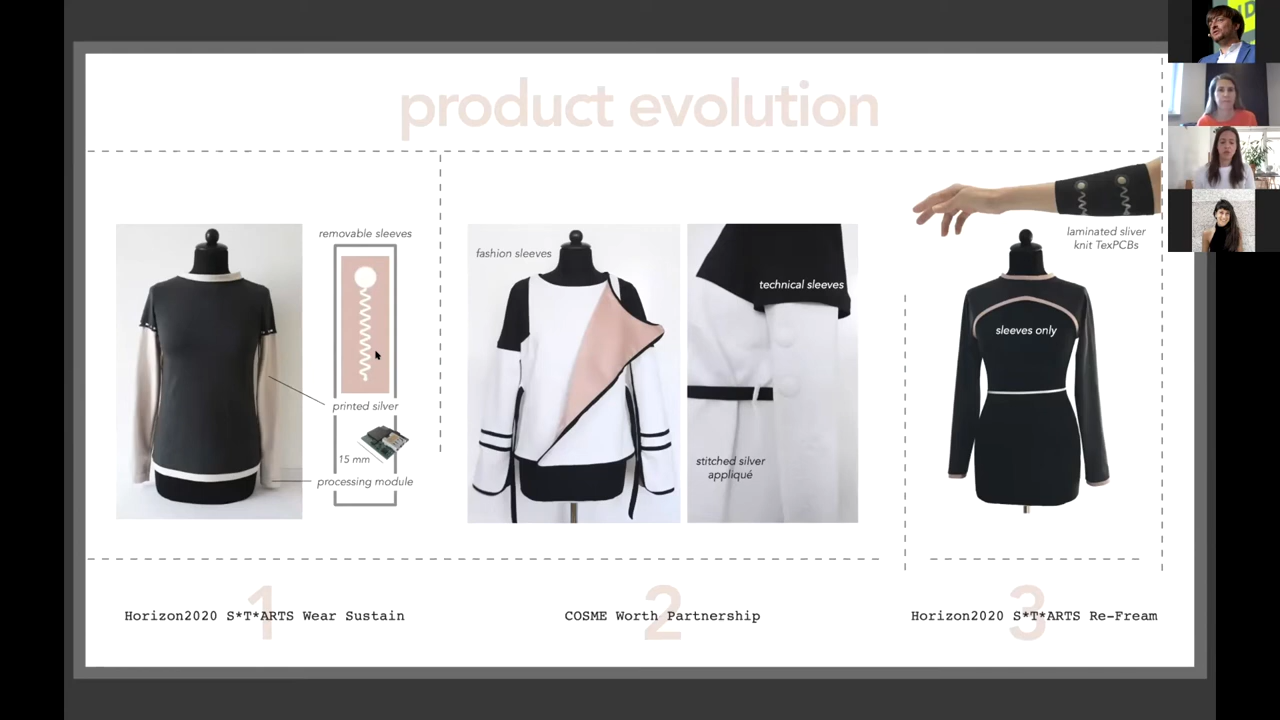 product evolution
removable sleeves
printed silver
15 mm
processing module
fashion sleeves
technical sleeves
stitched silver
appliqué
laminated sliver
knit TexPCBs
sleeves only
1
Horizon2020 S*T*ARTS Wear Sustain
2
COSME Worth Partnership
3
Horizon2020 S*T*ARTS Re-Fream